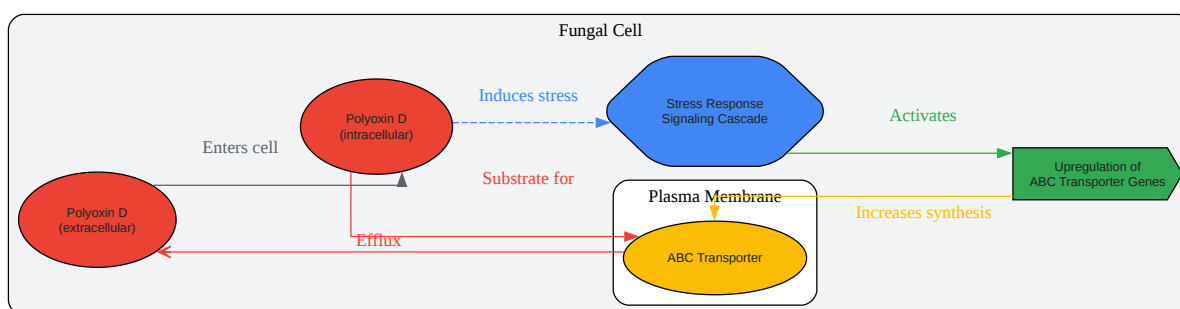 Fungal Cell
Polyoxin D
(intracellular)
Induces stress
Stress Response
Signaling Cascade
Activates
Enters cell
Upregulation of
ABC Transporter Genes
Substrate for
Plasma Membrane
Polyoxin D
(extracellular)
Increases synthesis
Efflux
ABC Transporter